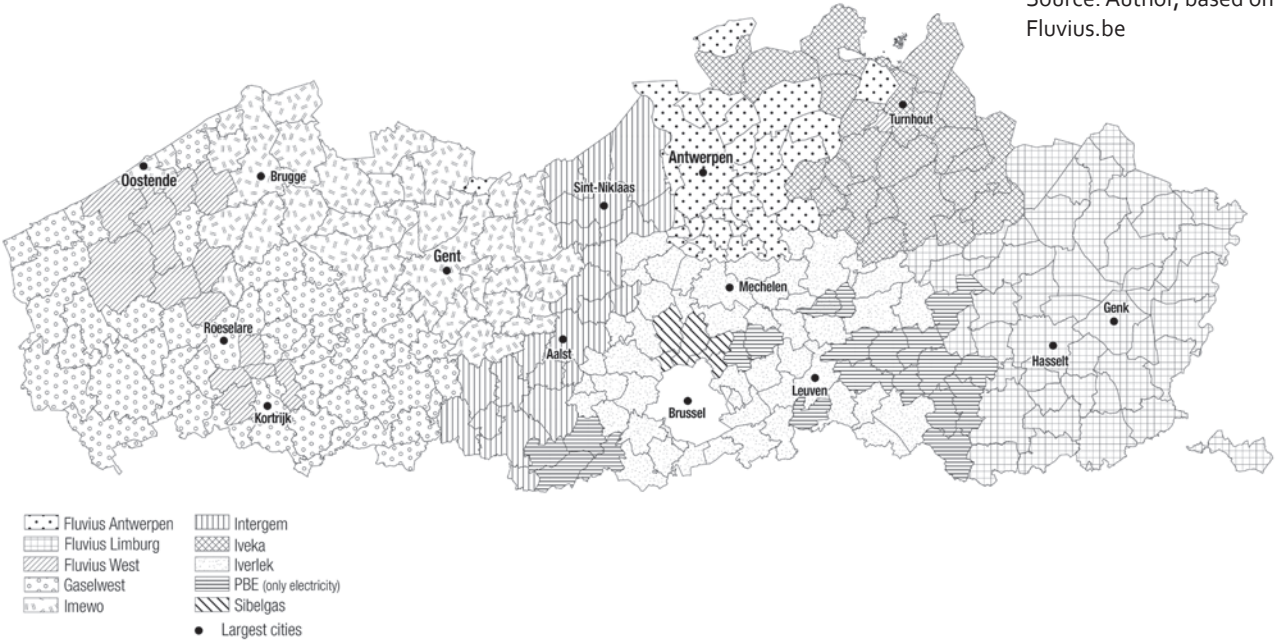 Source: Author, based on
Fluvius.be
Turnhout
Antwerpen
Oostende
Brugge
Sint-Niklaas
Gent
Mechelen
Genk
Roeselare
Aalst
Hasselt
Leuven
Brussel
Kortrijk
Fluvius Antwerpen
Fluvius Limburg
Fluvius West
Gaselwest
Imewo
Intergem
Iveka
Iverlek
PBE (only electricity)
Sibelgas
Largest cities